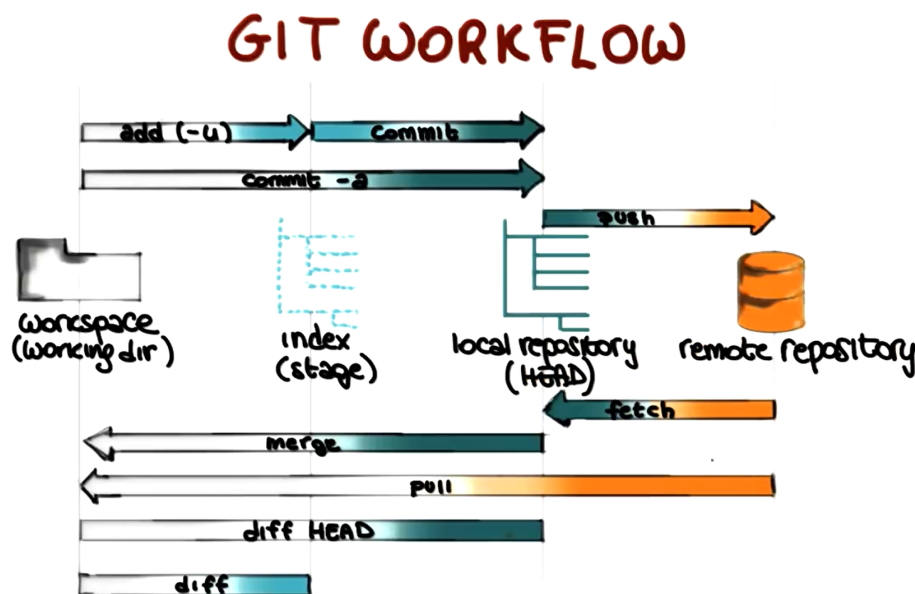 GIT WORKFLOW
add (-u)
commit
commit -a
push
workspace
(working dir)
index
(stage)
local repository
(HEAD)
remote repository
fetch
merge
pull
diff HEAD
diff